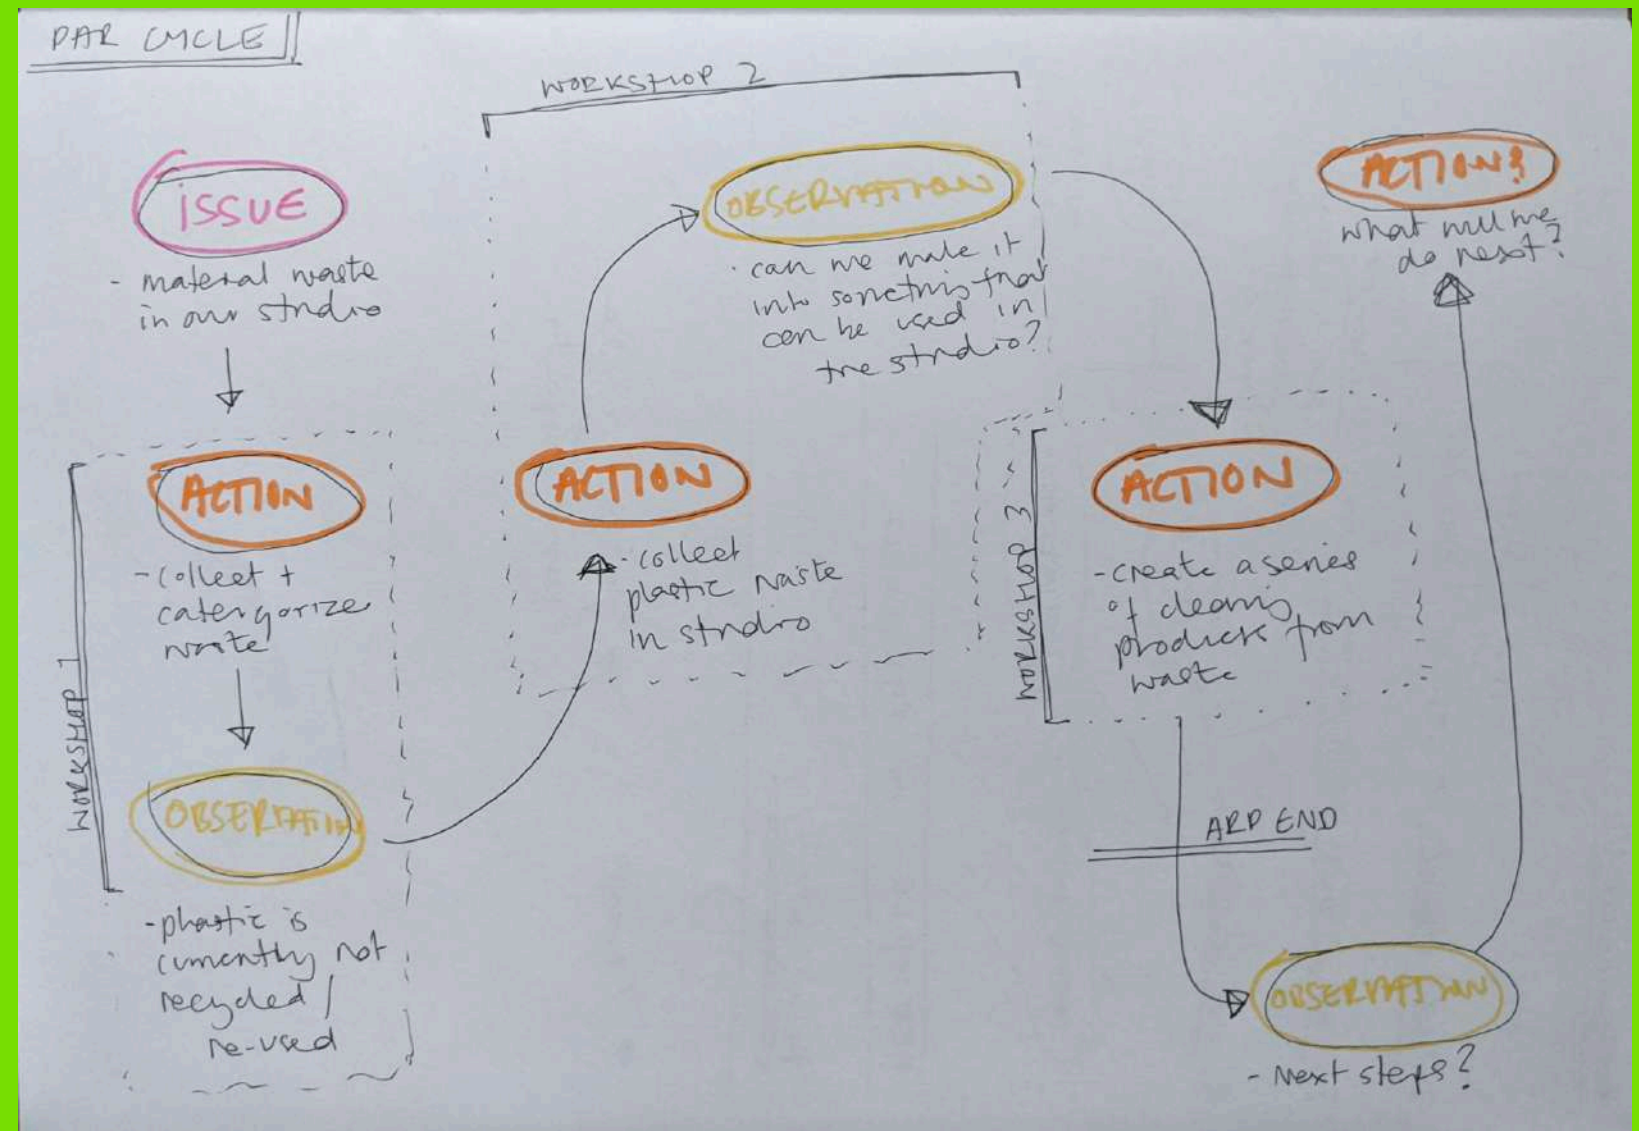 PAR CYCLE
ISSUE
- material waste
in our studio
WORKSHOP 1
ACTION
- collect +
catergorize
waste
OBSERVATION
- plastic is
currently not
recycled /
re-used
WORKSHOP 2
ACTION
- collect
plastic waste
in studio
OBSERVATION
· can we make it
into something that
can be used in
the studio?
WORKSHOP 3
ACTION
- create a series
of cleaning
products from
waste
ARP END
OBSERVATION
- Next steps?
ACTION?
what will we
do next?